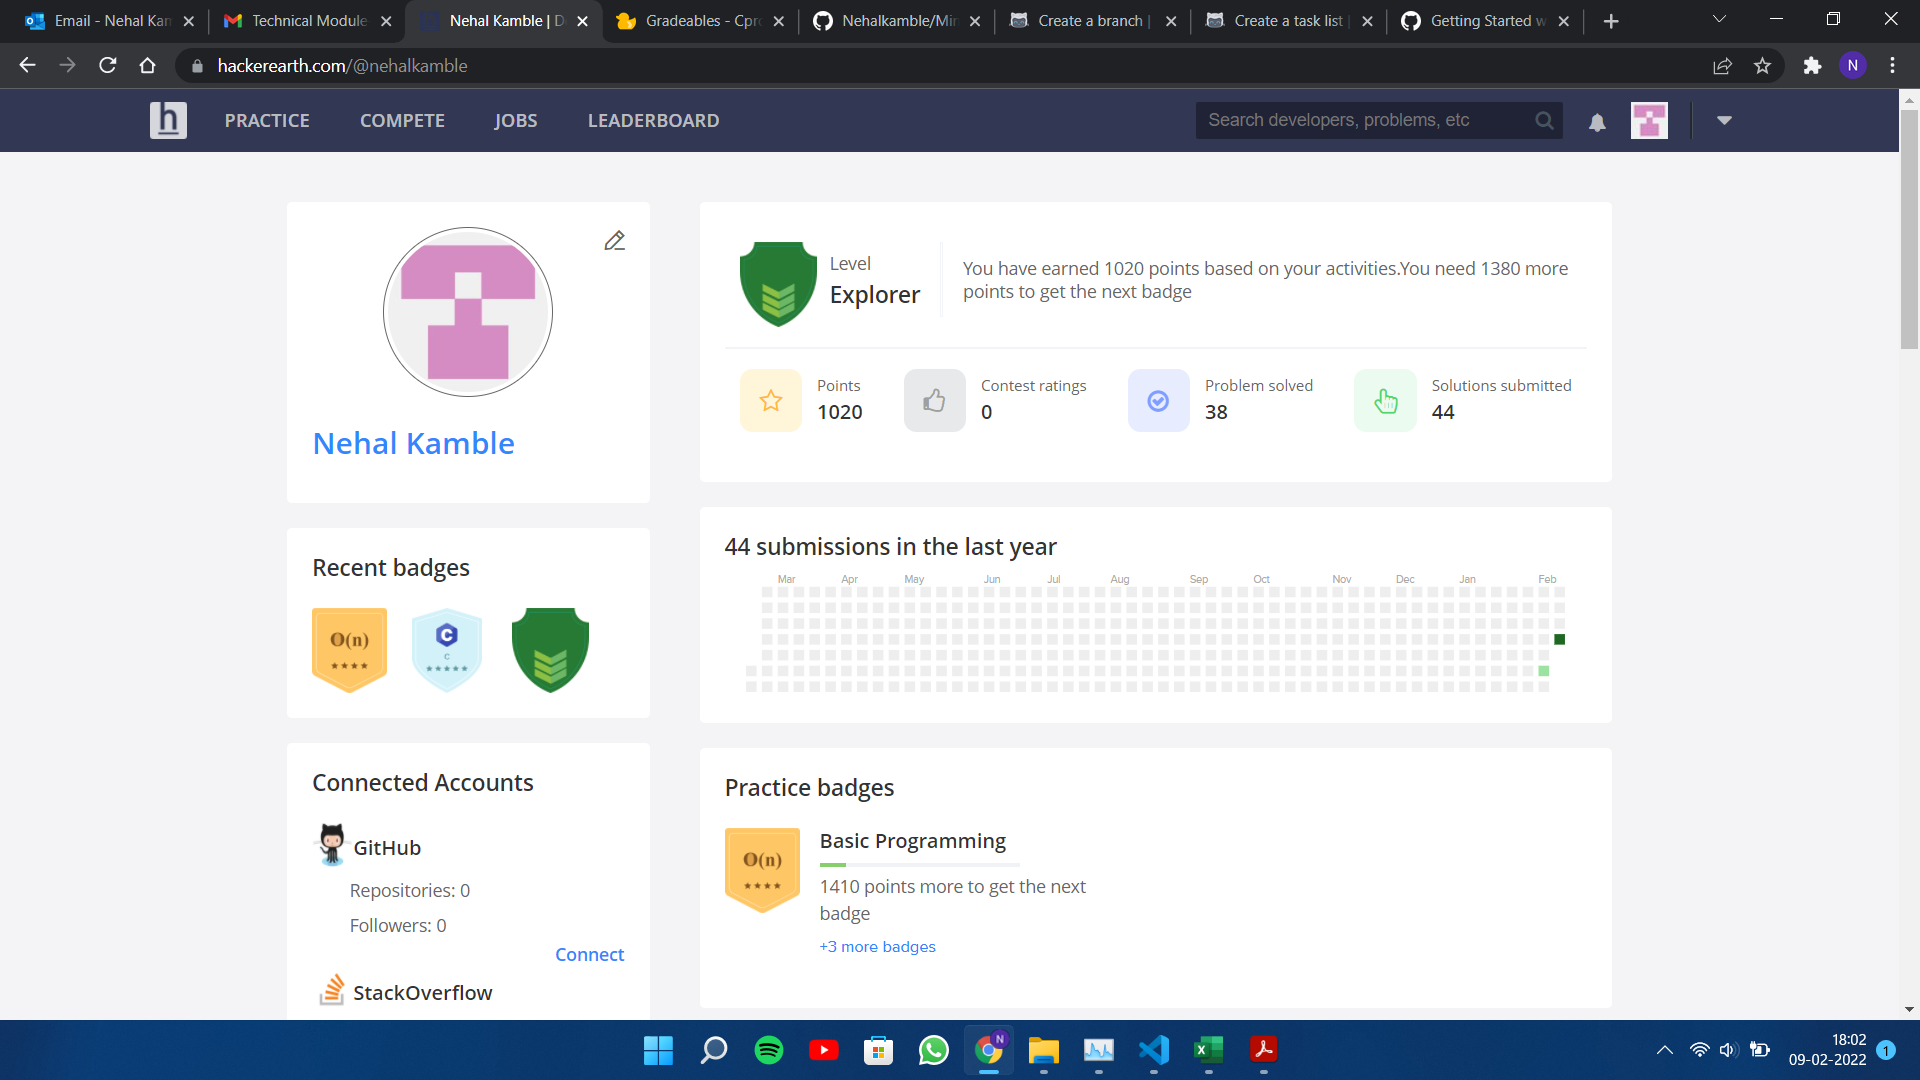 Email - Nehal Kam
Technical Module
Nehal Kamble | D
Gradeables - Cpro
Nehalkamble/Min
Create a branch |
Create a task list |
Getting Started w
hackerearth.com/@nehalkamble
N
h
PRACTICE
COMPETE
JOBS
LEADERBOARD
Search developers, problems, etc
Nehal Kamble
Level
Explorer
You have earned 1020 points based on your activities.You need 1380 more
points to get the next badge
Points
1020
Contest ratings
0
Problem solved
38
Solutions submitted
44
Recent badges
O(n)
C
C
44 submissions in the last year
Mar Apr May Jun Jul Aug Sep Oct Nov Dec Jan Feb
Connected Accounts
GitHub
Repositories: 0
Followers: 0
Connect
StackOverflow
Practice badges
O(n)
Basic Programming
1410 points more to get the next
badge
+3 more badges
N
18:02
09-02-2022
1